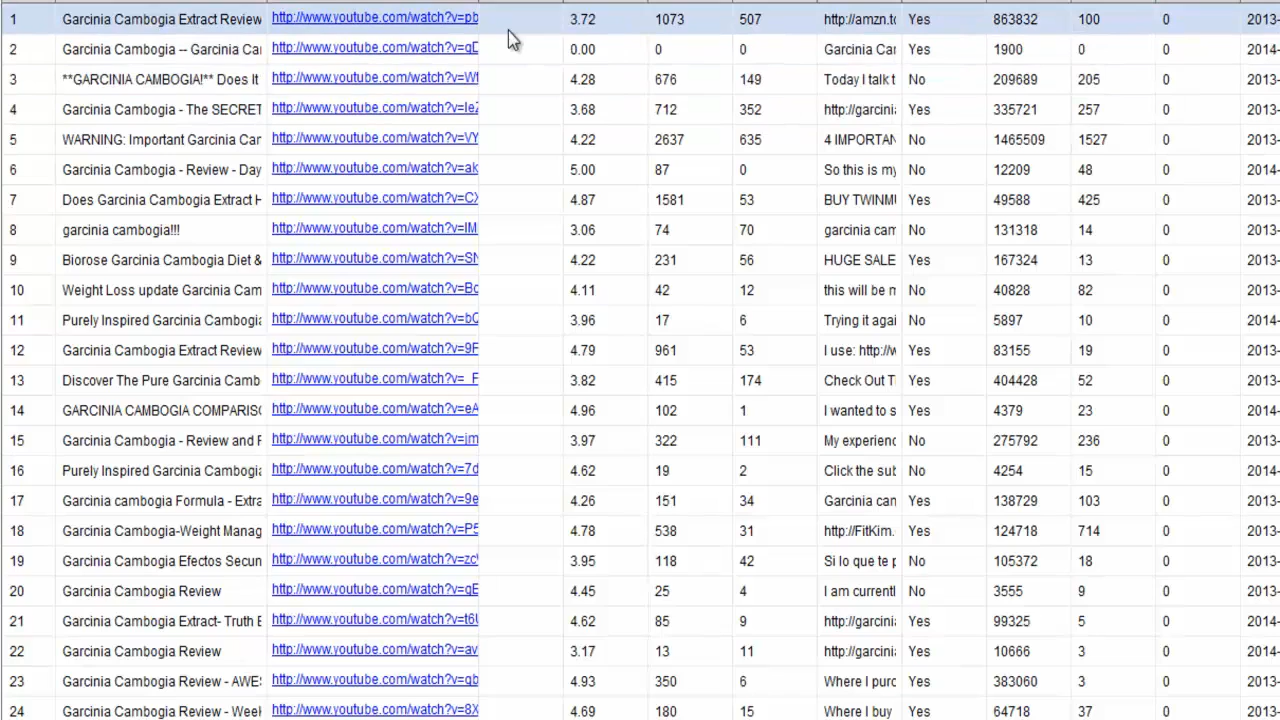 1 Garcinia Cambogia Extract Review http://www.youtube.com/watch?v=pb 3.72 1073 507 http://amzn.to Yes 863832 100 0 2013-
2 Garcinia Cambogia -- Garcinia Car http://www.youtube.com/watch?v=gD 0.00 0 0 Garcinia Car Yes 1900 0 0 2014-
3 **GARCINIA CAMBOGIA!** Does It http://www.youtube.com/watch?v=Wf 4.28 676 149 Today I talk t No 209689 205 0 2013-
4 Garcinia Cambogia - The SECRET http://www.youtube.com/watch?v=IeZ 3.68 712 352 http://garcini Yes 335721 257 0 2013-
5 WARNING: Important Garcinia Car http://www.youtube.com/watch?v=VY 4.22 2637 635 4 IMPORTAN No 1465509 1527 0 2013-
6 Garcinia Cambogia - Review - Day http://www.youtube.com/watch?v=ak 5.00 87 0 So this is my No 12209 48 0 2013-
7 Does Garcinia Cambogia Extract H http://www.youtube.com/watch?v=CX 4.87 1581 53 BUY TWINMU Yes 49588 425 0 2013-
8 garcinia cambogia!!! http://www.youtube.com/watch?v=IM 3.06 74 70 garcinia cam No 131318 14 0 2013-
9 Biorose Garcinia Cambogia Diet & http://www.youtube.com/watch?v=SN 4.22 231 56 HUGE SALE Yes 167324 13 0 2013-
10 Weight Loss update Garcinia Cam http://www.youtube.com/watch?v=Bc 4.11 42 12 this will be m No 40828 82 0 2013-
11 Purely Inspired Garcinia Cambogia http://www.youtube.com/watch?v=bC 3.96 17 6 Trying it agai No 5897 10 0 2014-
12 Garcinia Cambogia Extract Review http://www.youtube.com/watch?v=9F 4.79 961 53 I use: http://w Yes 83155 19 0 2013-
13 Discover The Pure Garcinia Camb http://www.youtube.com/watch?v=_F 3.82 415 174 Check Out T Yes 404428 52 0 2013-
14 GARCINIA CAMBOGIA COMPARISO http://www.youtube.com/watch?v=eA 4.96 102 1 I wanted to s Yes 4379 23 0 2014-
15 Garcinia Cambogia - Review and F http://www.youtube.com/watch?v=jm 3.97 322 111 My experienc No 275792 236 0 2013-
16 Purely Inspired Garcinia Cambogia http://www.youtube.com/watch?v=7d 4.62 19 2 Click the sut No 4254 15 0 2013-
17 Garcinia cambogia Formula - Extra http://www.youtube.com/watch?v=9e 4.26 151 34 Garcinia can Yes 138729 103 0 2013-
18 Garcinia Cambogia-Weight Manag http://www.youtube.com/watch?v=P5 4.78 538 31 http://FitKim. Yes 124718 714 0 2013-
19 Garcinia Cambogia Efectos Secun http://www.youtube.com/watch?v=zc 3.95 118 42 Si lo que te p No 105372 18 0 2013-
20 Garcinia Cambogia Review http://www.youtube.com/watch?v=gE 4.45 25 4 I am currentl No 3555 9 0 2013-
21 Garcinia Cambogia Extract- Truth E http://www.youtube.com/watch?v=t6U 4.62 85 9 http://garcini Yes 99325 5 0 2014-
22 Garcinia Cambogia Review http://www.youtube.com/watch?v=av 3.17 13 11 http://garcini Yes 10666 3 0 2014-
23 Garcinia Cambogia Review - AWE http://www.youtube.com/watch?v=gb 4.93 350 6 Where I purc Yes 383060 3 0 2013-
24 Garcinia Cambogia Review - Week http://www.youtube.com/watch?v=8X 4.69 180 15 Where I buy Yes 64718 37 0 2013-